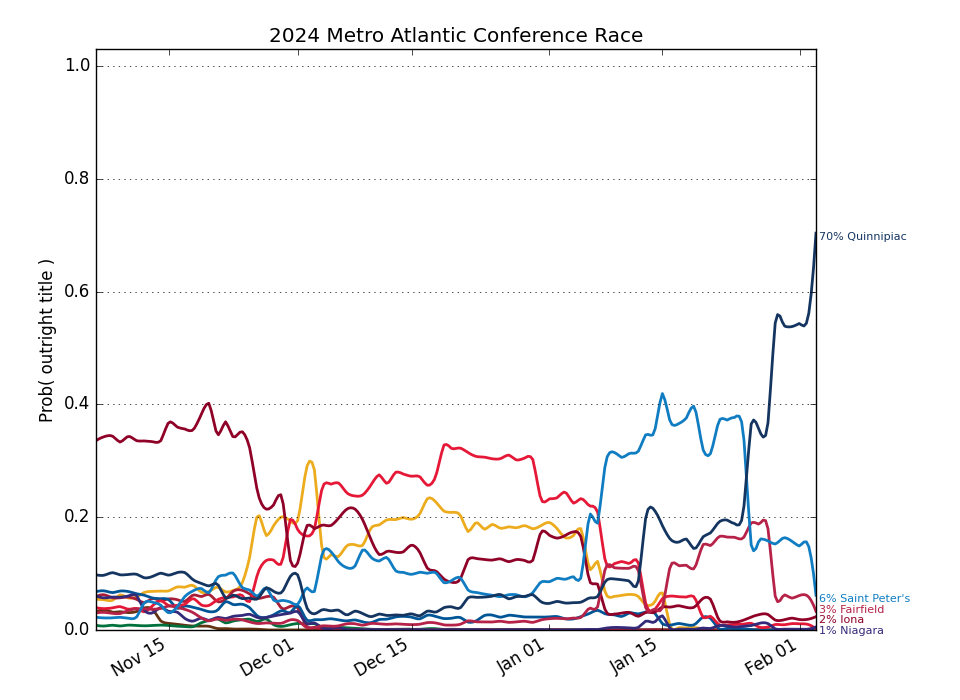 2024 Metro Atlantic Conference Race
1.0
0.8
0.6
0.4
0.2
0.0
Prob( outright title )
70% Quinnipiac
6% Saint Peter's
3% Fairfield
2% Iona
1% Niagara
Nov 15
Dec 01
Dec 15
Jan 01
Jan 15
Feb 01